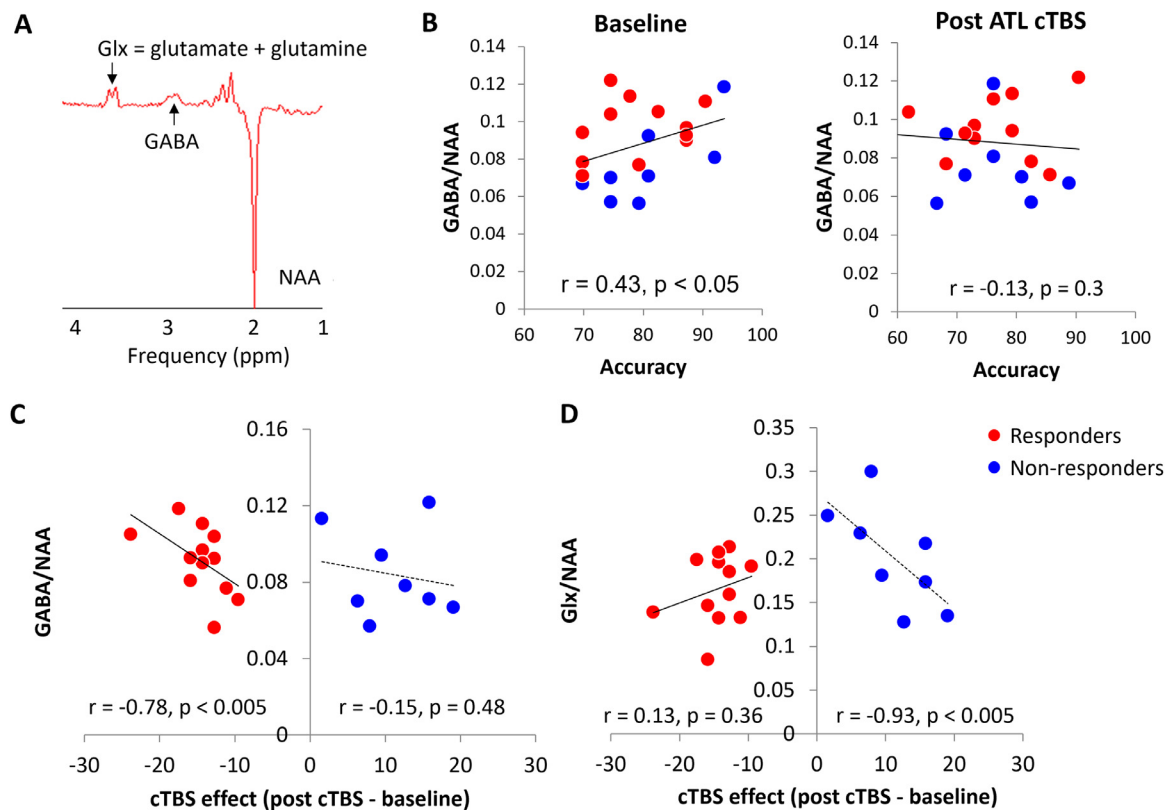 A
Glx = glutamate + glutamine
GABA
NAA
4 3 2 1
Frequency (ppm)
B
Baseline
0.14
0.12
0.1
0.08
0.06
0.04
0.02
0
GABA/NAA
r = 0.43, p < 0.05
60 70 80 90 100
Accuracy
Post ATL cTBS
0.14
0.12
0.1
0.08
0.06
0.04
0.02
0
GABA/NAA
r = -0.13, p = 0.3
60 70 80 90 100
Accuracy
C
0.16
0.12
0.08
0.04
0
GABA/NAA
r = -0.78, p < 0.005
r = -0.15, p = 0.48
-30 -20 -10 0 10 20 30
cTBS effect (post cTBS - baseline)
D
0.35
0.3
0.25
0.2
0.15
0.1
0.05
0
Glx/NAA
r = 0.13, p = 0.36
r = -0.93, p < 0.005
-30 -20 -10 0 10 20 30
cTBS effect (post cTBS - baseline)
Responders
Non-responders